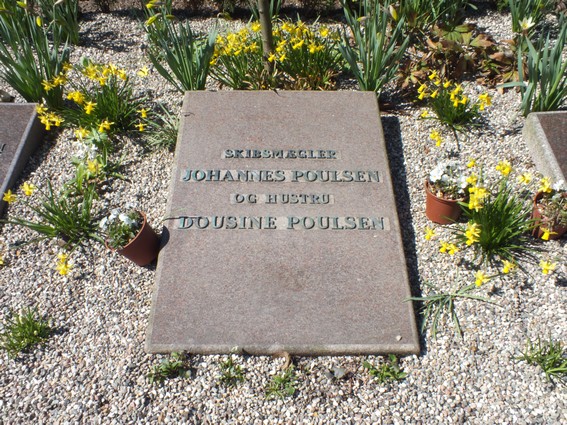 SKIBSMÆGLER
JOHANNES POULSEN
OG HUSTRU
DOUSINE POULSEN